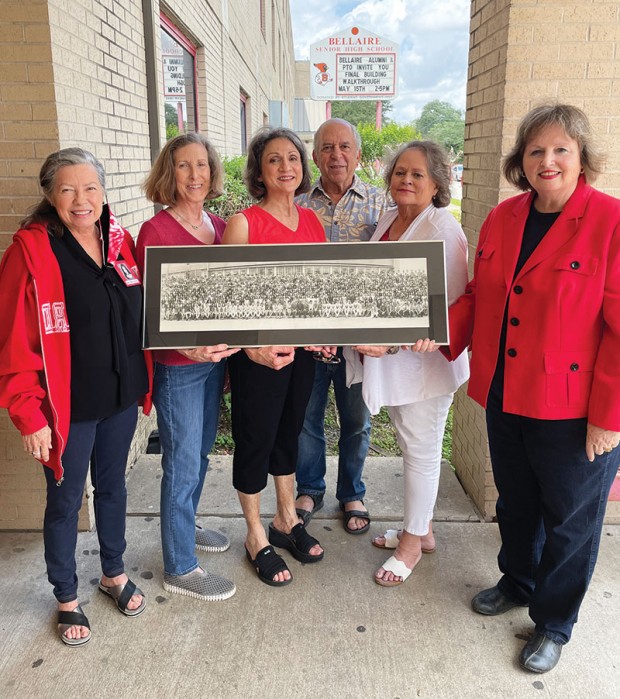 BELLAIRE
SENIOR HIGH SCHOOL
BELLAIRE - ALUMNI &
PTO INVITE YOU
FINAL BUILDING
WALKTHROUGH
MAY 15TH 2-5PM